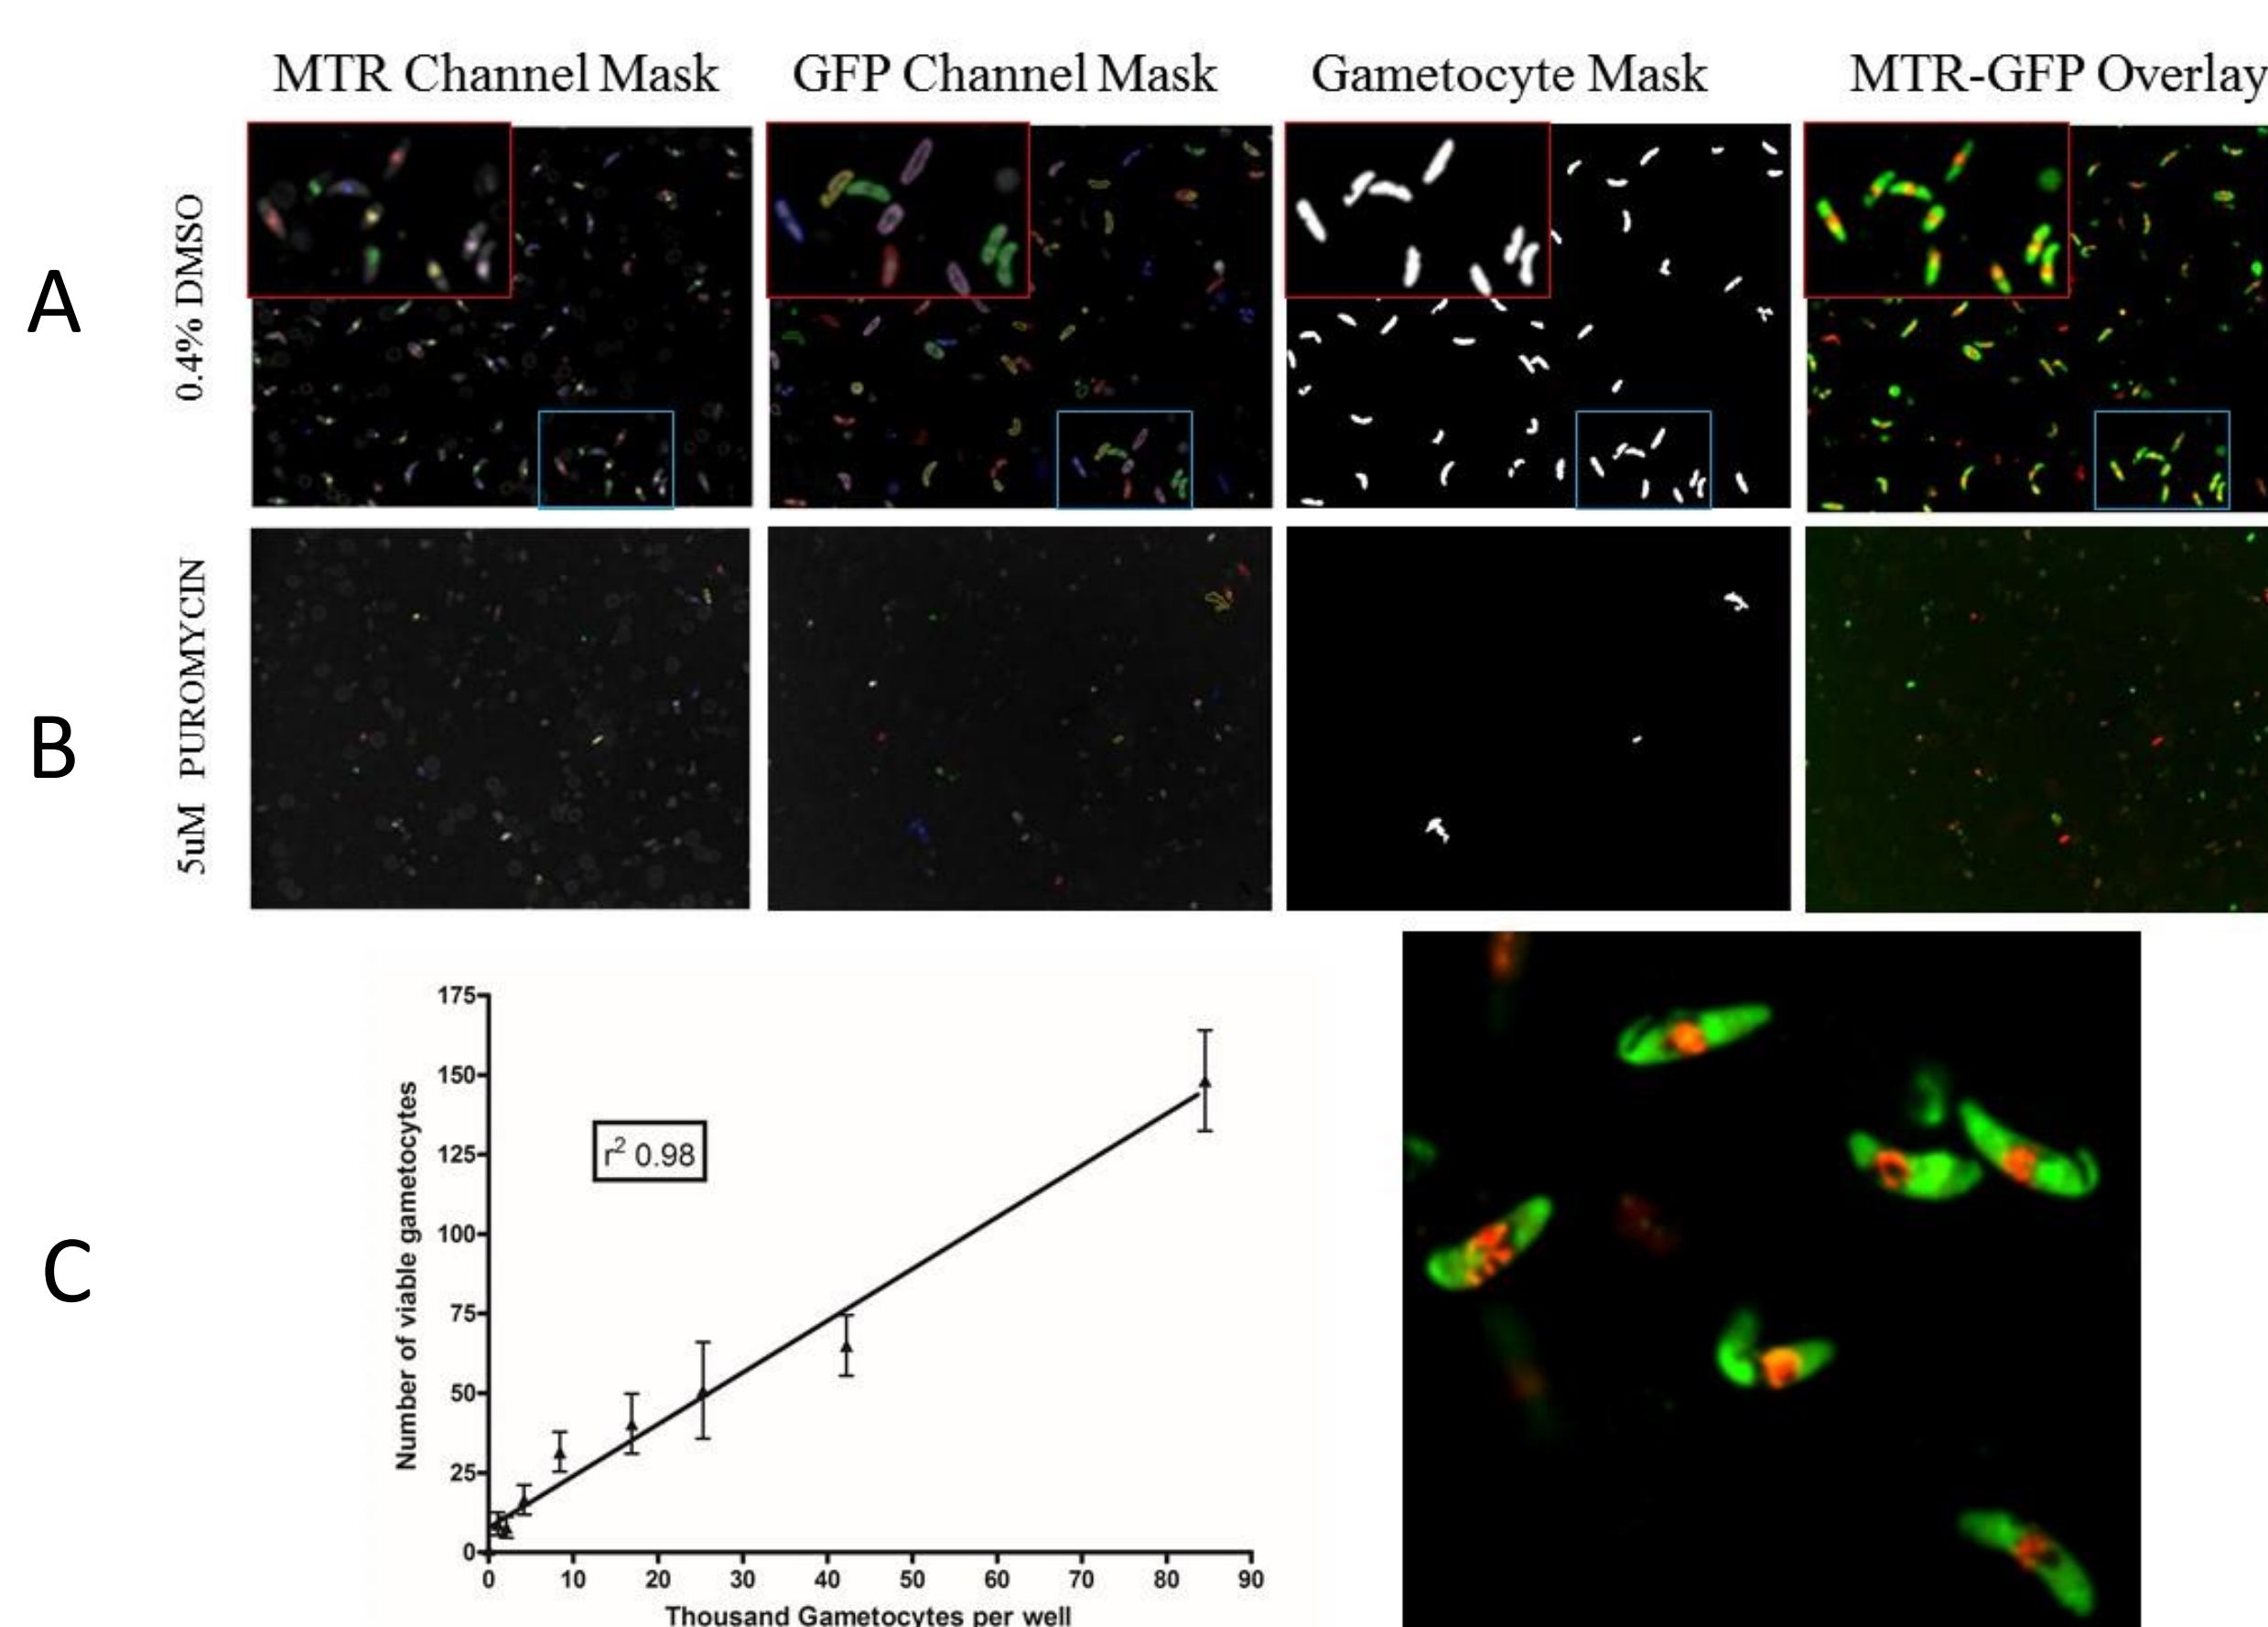 MTR Channel Mask GFP Channel Mask Gametocyte Mask MTR-GFP Overlay
A
0.4% DMSO
B
5uM PUROMYCIN
C
Number of viable gametocytes
175
150
125
100
75
50
25
0
r² 0.98
0 10 20 30 40 50 60 70 80 90
Thousand Gametocytes per well